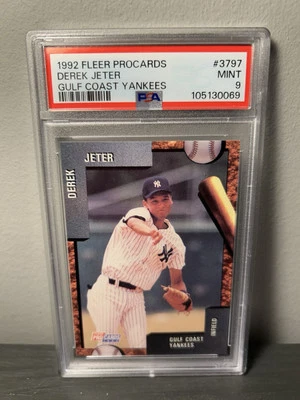 1992 FLEER PROCARDS #3797
DEREK JETER MINT
GULF COAST YANKEES 9
PSA 105130069
JETER
DEREK
GULF COAST
YANKEES
INFIELD